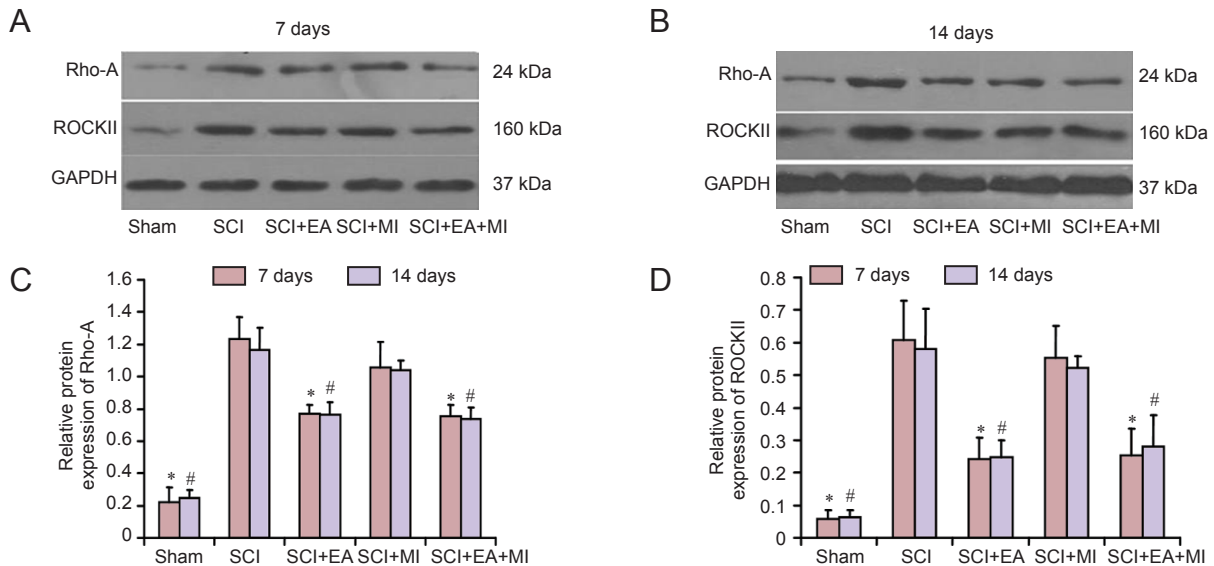 A
7 days
Rho-A
24 kDa
ROCKII
160 kDa
GAPDH
37 kDa
Sham SCI SCI+EA SCI+MI SCI+EA+MI
B
14 days
Rho-A
24 kDa
ROCKII
160 kDa
GAPDH
37 kDa
Sham SCI SCI+EA SCI+MI SCI+EA+MI
C
7 days 14 days
Relative protein
expression of Rho-A
1.6
1.4
1.2
1.0
0.8
0.6
0.4
0.2
0
* #
* #
* #
Sham SCI SCI+EA SCI+MI SCI+EA+MI
D
7 days 14 days
Relative protein
expression of ROCKII
0.8
0.7
0.6
0.5
0.4
0.3
0.2
0.1
0
* #
* #
* #
Sham SCI SCI+EA SCI+MI SCI+EA+MI